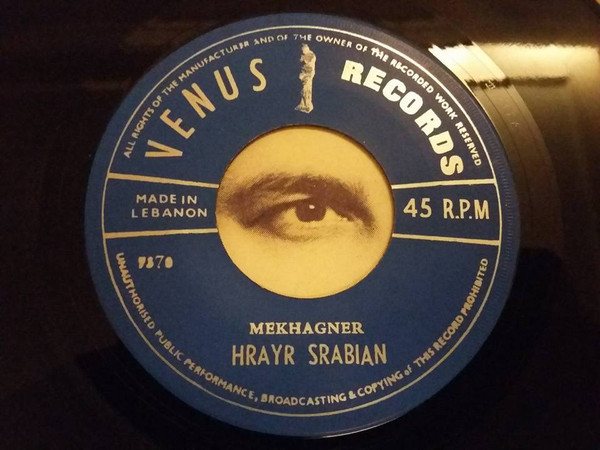 ALL RIGHTS OF THE MANUFACTURER AND OF THE OWNER OF THE RECORDED WORK RESERVED
VENUS RECORDS
MADE IN
LEBANON
45 R.P.M
MEKHAGNER
HRAYR SRABIAN
UNAUTHORISED PUBLIC PERFORMANCE, BROADCASTING & COPYING of THIS RECORD PROHIBITED